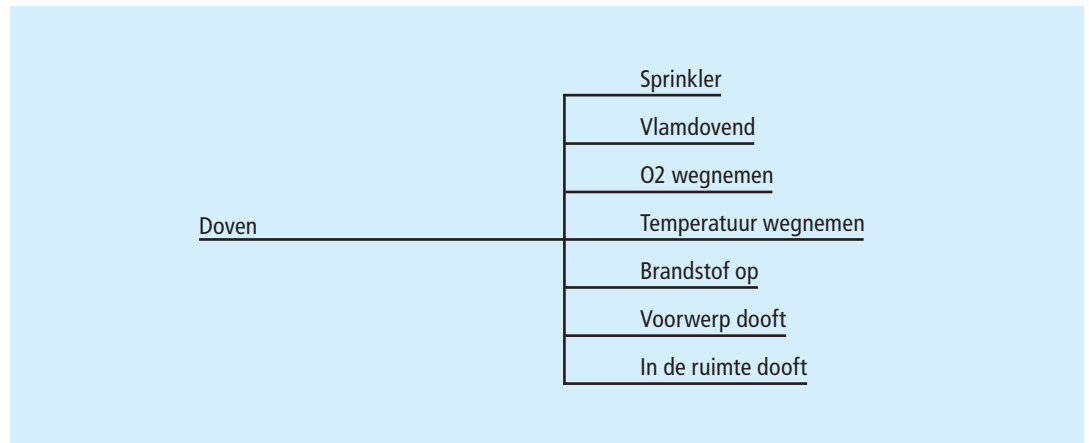 Sprinkler
Vlamdovend
O2 wegnemen
Doven
Temperatuur wegnemen
Brandstof op
Voorwerp dooft
In de ruimte dooft